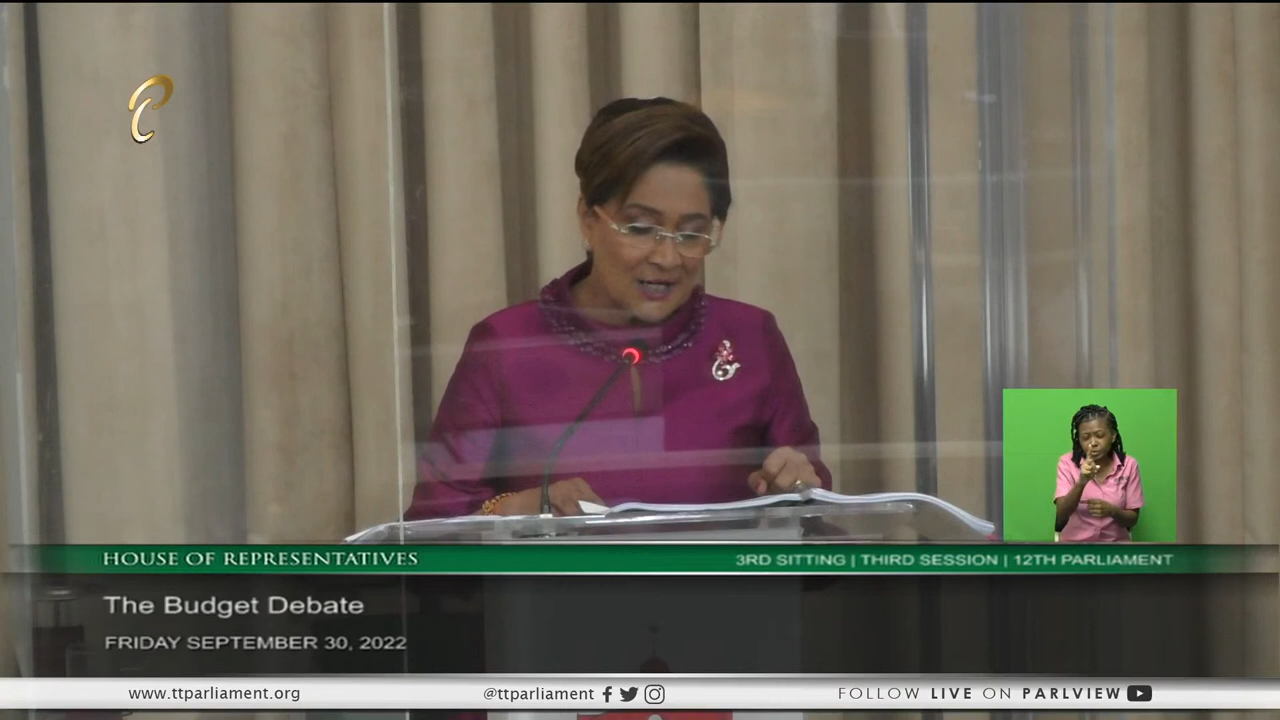 HOUSE OF REPRESENTATIVES
3RD SITTING | THIRD SESSION | 12TH PARLIAMENT
The Budget Debate
FRIDAY SEPTEMBER 30, 2022
www.ttparliament.org
@ttparliament
FOLLOW LIVE ON PARLVIEW